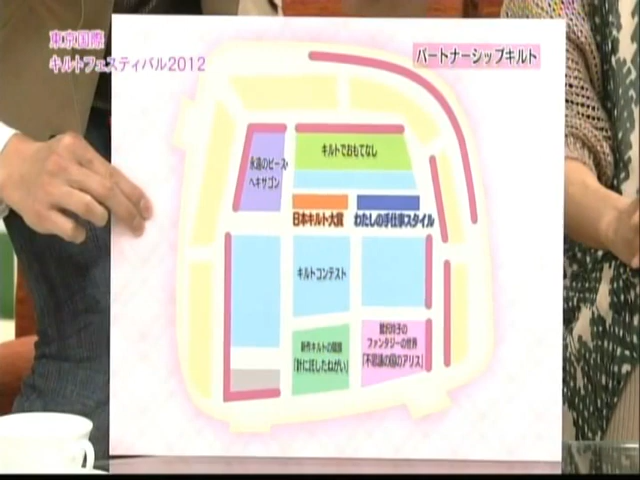 東京国際
キルトフェスティバル2012
パートナーシップキルト
永遠のピース・
ヘキサゴン
キルトでおもてなし
日本キルト大賞
わたしの手仕事スタイル
キルトコンテスト
新作キルトの競演
「針に託したねがい」
鷲沢玲子の
ファンタジーの世界
「不思議の国のアリス」